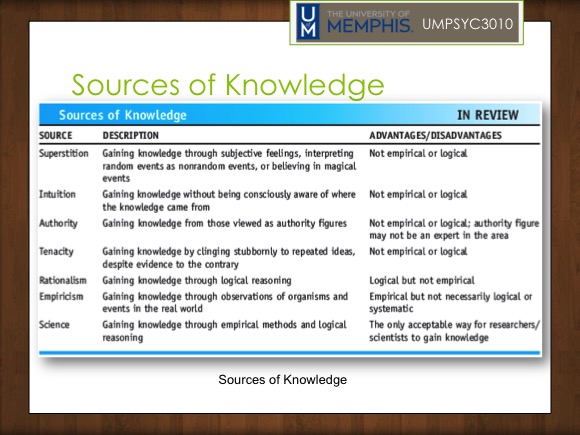 UM
THE UNIVERSITY OF
MEMPHIS.
UMPSYC3010
Sources of Knowledge
Sources of Knowledge IN REVIEW
SOURCE DESCRIPTION ADVANTAGES/DISADVANTAGES
Superstition Gaining knowledge through subjective feelings, interpreting Not empirical or logical
random events as nonrandom events, or believing in magical
events
Intuition Gaining knowledge without being consciously aware of where Not empirical or logical
the knowledge came from
Authority Gaining knowledge from those viewed as authority figures Not empirical or logical; authority figure
may not be an expert in the area
Tenacity Gaining knowledge by clinging stubbornly to repeated ideas, Not empirical or logical
despite evidence to the contrary
Rationalism Gaining knowledge through logical reasoning Logical but not empirical
Empiricism Gaining knowledge through observations of organisms and Empirical but not necessarily logical or
events in the real world systematic
Science Gaining knowledge through empirical methods and logical The only acceptable way for researchers/
reasoning scientists to gain knowledge
Sources of Knowledge